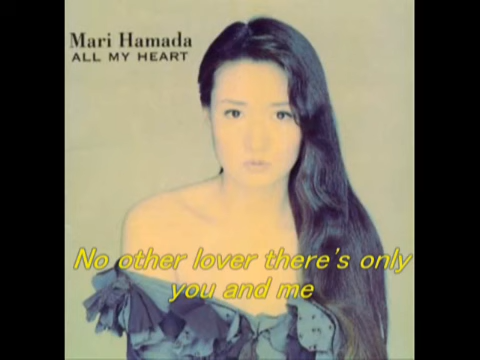 Mari Hamada
ALL MY HEART
No other lover there's only
you and me